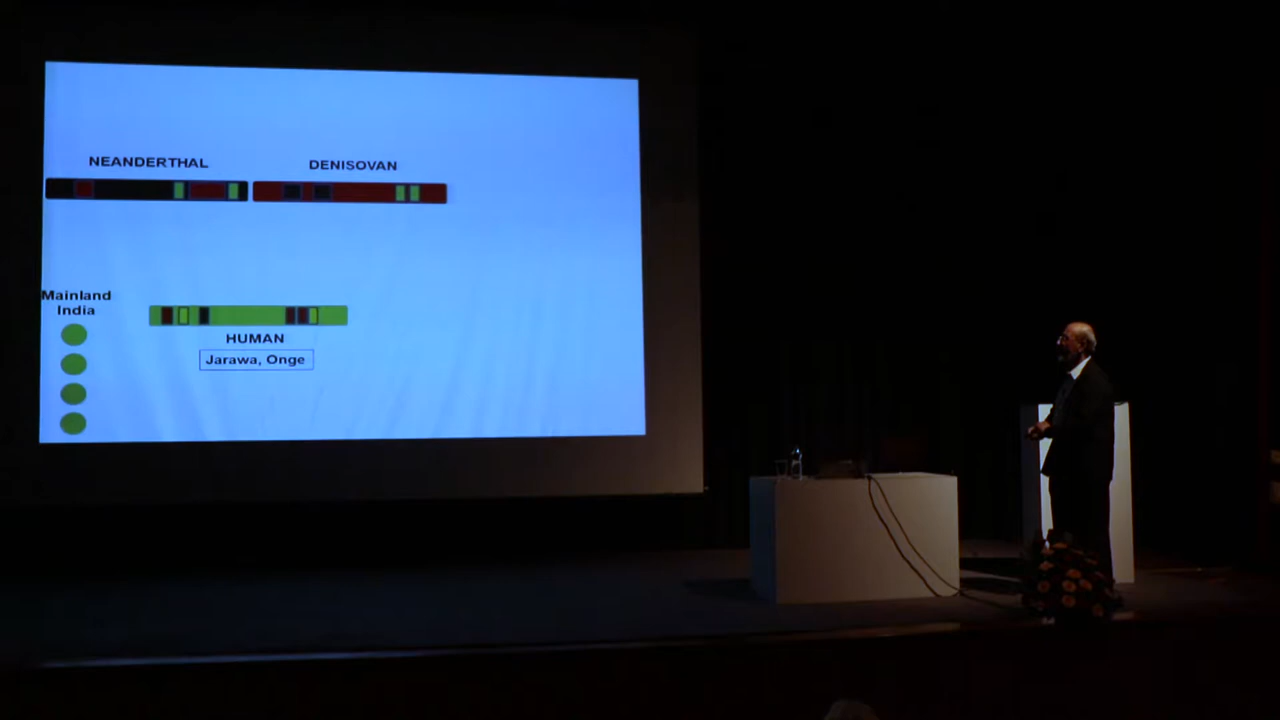 NEANDERTHAL
DENISOVAN
Mainland
India
HUMAN
Jarawa, Onge